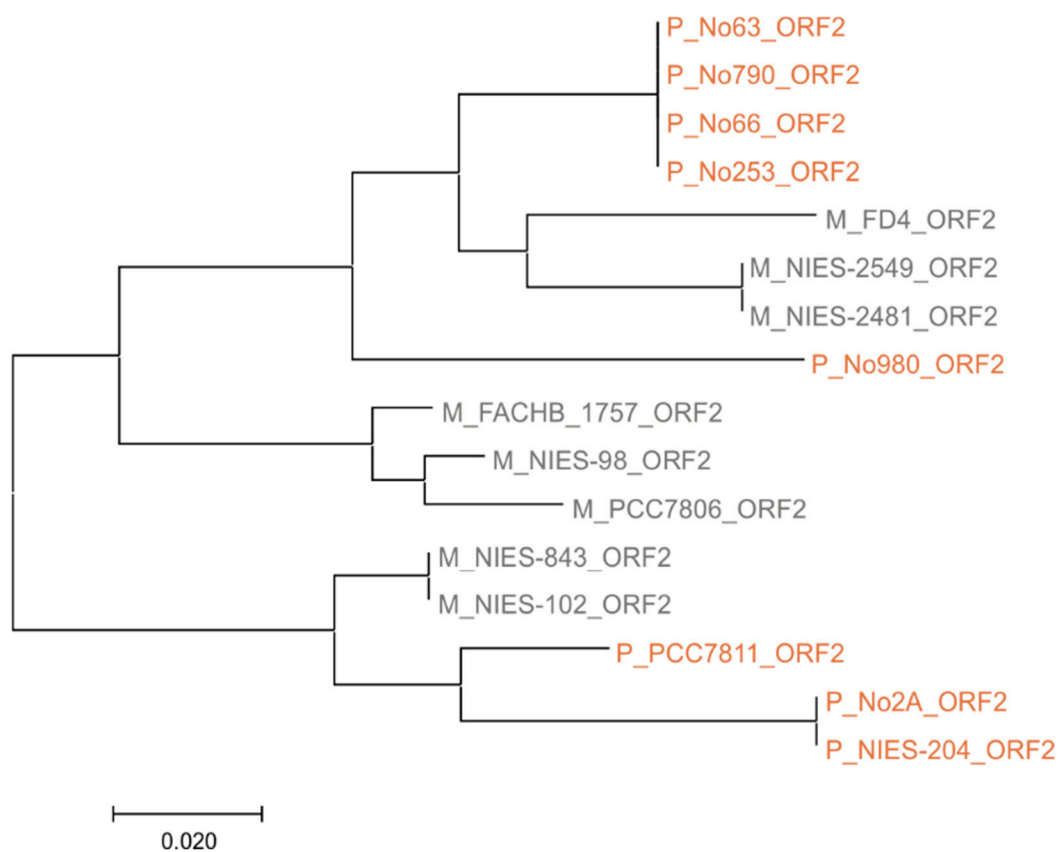 P_No63_ORF2
P_No790_ORF2
P_No66_ORF2
P_No253_ORF2
M_FD4_ORF2
M_NIES-2549_ORF2
M_NIES-2481_ORF2
P_No980_ORF2
M_FACHB_1757_ORF2
M_NIES-98_ORF2
M_PCC7806_ORF2
M_NIES-843_ORF2
M_NIES-102_ORF2
P_PCC7811_ORF2
P_No2A_ORF2
P_NIES-204_ORF2
0.020